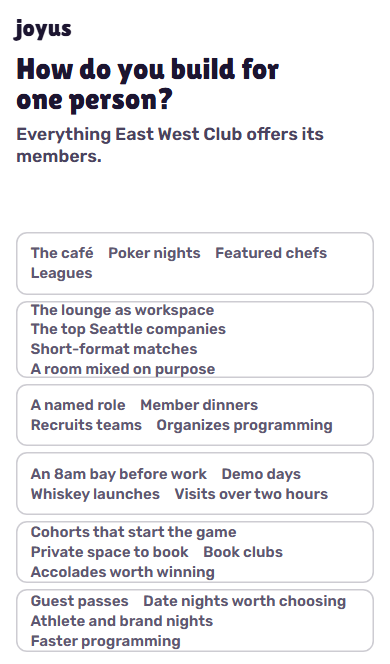 joyus
How do you build for
one person?
Everything East West Club offers its
members.
The café Poker nights Featured chefs
Leagues
The lounge as workspace
The top Seattle companies
Short-format matches
A room mixed on purpose
A named role Member dinners
Recruits teams Organizes programming
An 8am bay before work Demo days
Whiskey launches Visits over two hours
Cohorts that start the game
Private space to book Book clubs
Accolades worth winning
Guest passes Date nights worth choosing
Athlete and brand nights
Faster programming